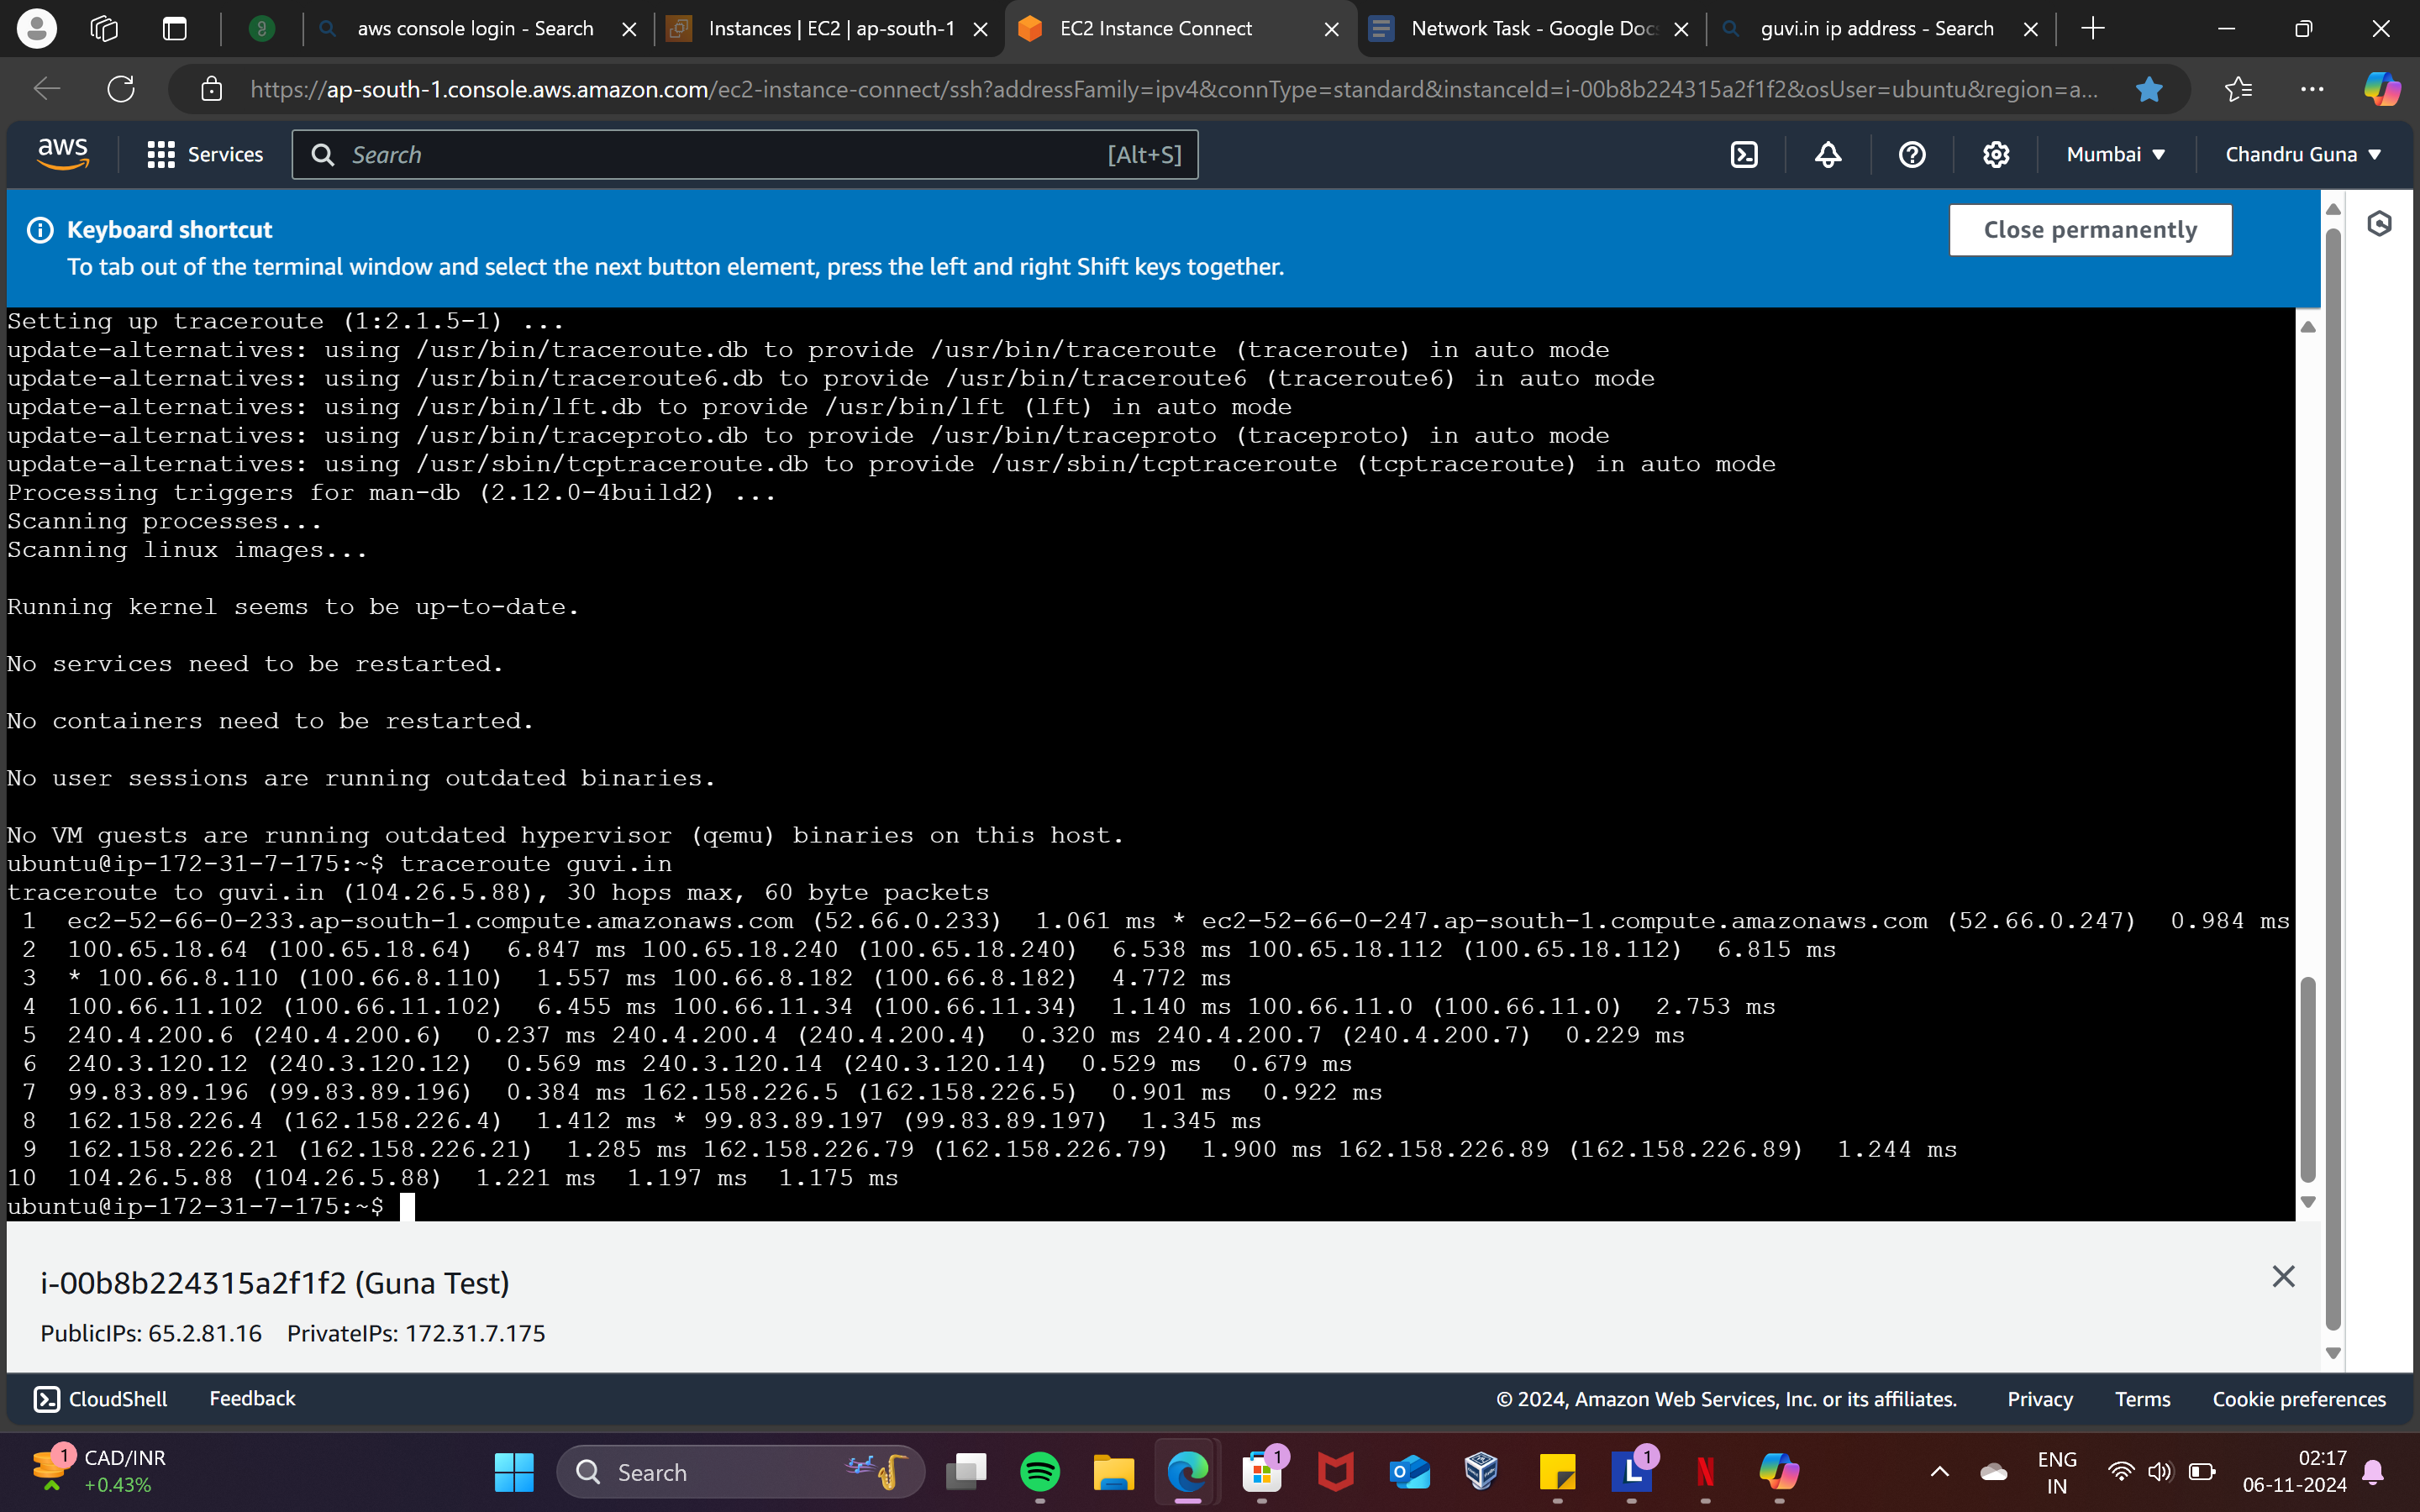 aws console login - Search
Instances | EC2 | ap-south-1
EC2 Instance Connect
Network Task - Google Docs
guvi.in ip address - Search
https://ap-south-1.console.aws.amazon.com/ec2-instance-connect/ssh?addressFamily=ipv4&connType=standard&instanceId=i-00b8b224315a2f1f2&osUser=ubuntu&region=a...
aws
Services
Search
[Alt+S]
Mumbai
Chandru Guna
Keyboard shortcut
Close permanently
To tab out of the terminal window and select the next button element, press the left and right Shift keys together.
Setting up traceroute (1:2.1.5-1) ...
update-alternatives: using /usr/bin/traceroute.db to provide /usr/bin/traceroute (traceroute) in auto mode
update-alternatives: using /usr/bin/traceroute6.db to provide /usr/bin/traceroute6 (traceroute6) in auto mode
update-alternatives: using /usr/bin/lft.db to provide /usr/bin/lft (lft) in auto mode
update-alternatives: using /usr/bin/traceproto.db to provide /usr/bin/traceproto (traceproto) in auto mode
update-alternatives: using /usr/sbin/tcptraceroute.db to provide /usr/sbin/tcptraceroute (tcptraceroute) in auto mode
Processing triggers for man-db (2.12.0-4build2) ...
Scanning processes...
Scanning linux images...
Running kernel seems to be up-to-date.
No services need to be restarted.
No containers need to be restarted.
No user sessions are running outdated binaries.
No VM guests are running outdated hypervisor (qemu) binaries on this host.
ubuntu@ip-172-31-7-175:~$ traceroute guvi.in
traceroute to guvi.in (104.26.5.88), 30 hops max, 60 byte packets
1 ec2-52-66-0-233.ap-south-1.compute.amazonaws.com (52.66.0.233) 1.061 ms * ec2-52-66-0-247.ap-south-1.compute.amazonaws.com (52.66.0.247) 0.984 ms
2 100.65.18.64 (100.65.18.64) 6.847 ms 100.65.18.240 (100.65.18.240) 6.538 ms 100.65.18.112 (100.65.18.112) 6.815 ms
3 * 100.66.8.110 (100.66.8.110) 1.557 ms 100.66.8.182 (100.66.8.182) 4.772 ms
4 100.66.11.102 (100.66.11.102) 6.455 ms 100.66.11.34 (100.66.11.34) 1.140 ms 100.66.11.0 (100.66.11.0) 2.753 ms
5 240.4.200.6 (240.4.200.6) 0.237 ms 240.4.200.4 (240.4.200.4) 0.320 ms 240.4.200.7 (240.4.200.7) 0.229 ms
6 240.3.120.12 (240.3.120.12) 0.569 ms 240.3.120.14 (240.3.120.14) 0.529 ms 0.679 ms
7 99.83.89.196 (99.83.89.196) 0.384 ms 162.158.226.5 (162.158.226.5) 0.901 ms 0.922 ms
8 162.158.226.4 (162.158.226.4) 1.412 ms * 99.83.89.197 (99.83.89.197) 1.345 ms
9 162.158.226.21 (162.158.226.21) 1.285 ms 162.158.226.79 (162.158.226.79) 1.900 ms 162.158.226.89 (162.158.226.89) 1.244 ms
10 104.26.5.88 (104.26.5.88) 1.221 ms 1.197 ms 1.175 ms
ubuntu@ip-172-31-7-175:~$
i-00b8b224315a2f1f2 (Guna Test)
PublicIPs: 65.2.81.16 PrivateIPs: 172.31.7.175
CloudShell
Feedback
© 2024, Amazon Web Services, Inc. or its affiliates.
Privacy
Terms
Cookie preferences
1
CAD/INR
+0.43%
Search
1
L
1
N
ENG
IN
02:17
06-11-2024